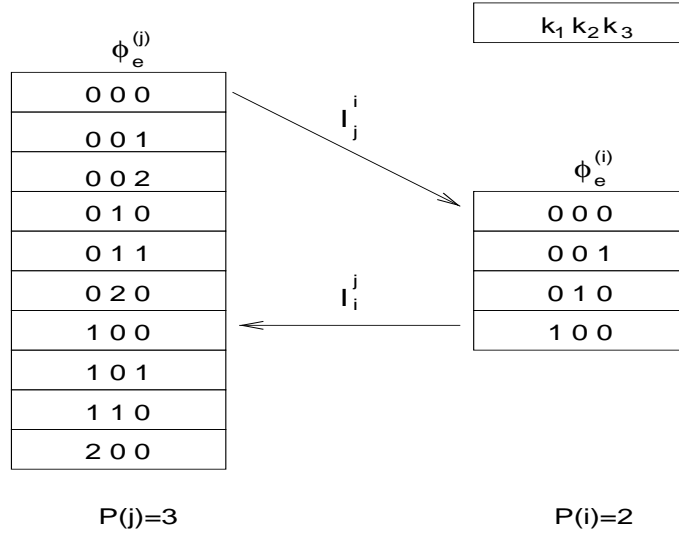 k₁ k₂ k₃
ϕₑ⁽ʲ⁾
0 0 0
0 0 1
0 0 2
0 1 0
0 1 1
0 2 0
1 0 0
1 0 1
1 1 0
2 0 0
P(j)=3
I_j^i
I_i^j
ϕₑ⁽ⁱ⁾
0 0 0
0 0 1
0 1 0
1 0 0
P(i)=2